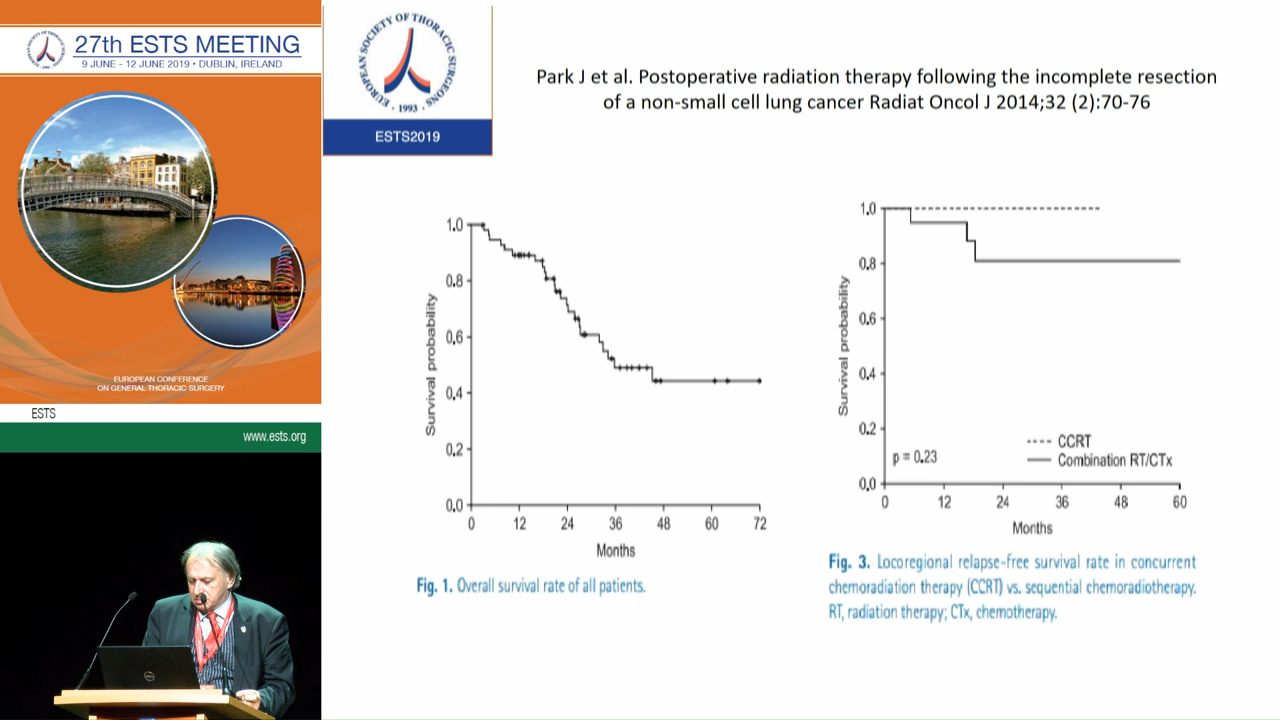 27th ESTS MEETING
9 JUNE - 12 JUNE 2019 • DUBLIN, IRELAND
EUROPEAN CONFERENCE
ON GENERAL THORACIC SURGERY
ESTS
www.ests.org
EUROPEAN SOCIETY OF THORACIC SURGEONS
· 1993 ·
ESTS2019
Park J et al. Postoperative radiation therapy following the incomplete resection
of a non-small cell lung cancer Radiat Oncol J 2014;32 (2):70-76
Survival probability
1.0
0.8
0.6
0.4
0.2
0.0
0 12 24 36 48 60 72
Months
Fig. 1. Overall survival rate of all patients.
Survival probability
1.0
0.8
0.6
0.4
0.2
0.0
p = 0.23
CCRT
Combination RT/CTx
0 12 24 36 48 60
Months
Fig. 3. Locoregional relapse-free survival rate in concurrent
chemoradiation therapy (CCRT) vs. sequential chemoradiotherapy.
RT, radiation therapy; CTx, chemotherapy.